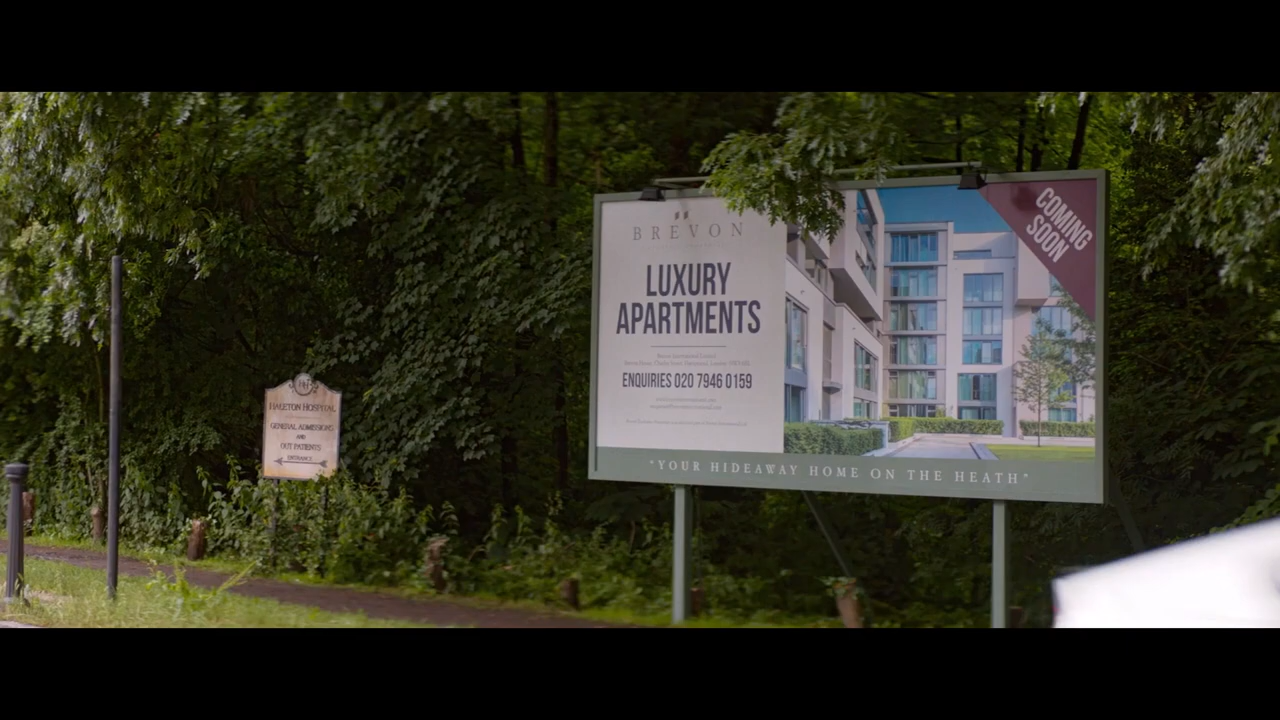 HALETON HOSPITAL
GENERAL ADMISSIONS
AND
OUT PATIENTS
ENTRANCE
BREVON
LUXURY
APARTMENTS
ENQUIRIES 020 7946 0159
COMING
SOON
"YOUR HIDEAWAY HOME ON THE HEATH"